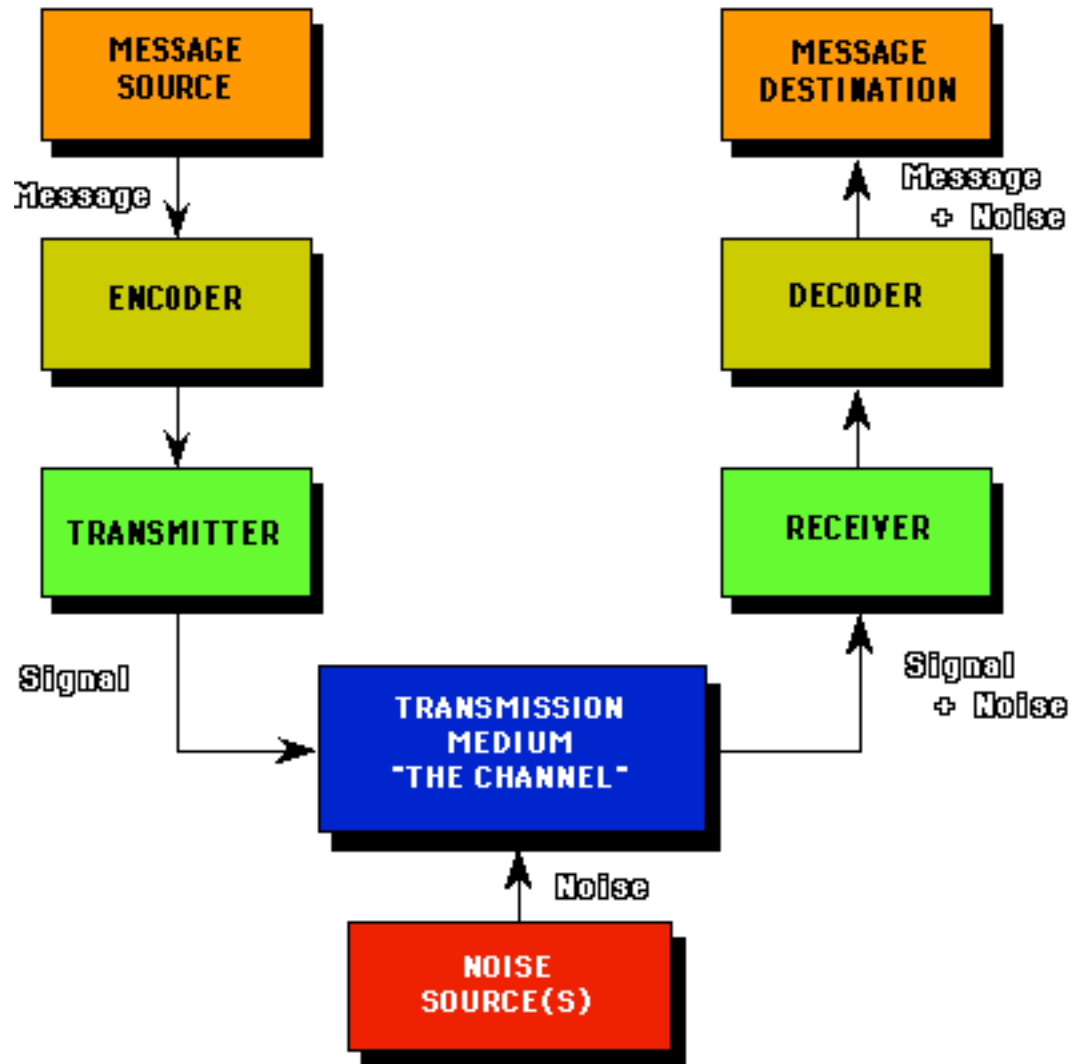 MESSAGE
SOURCE
MESSAGE
DESTINATION
Message
Message
+ Noise
ENCODER
DECODER
TRANSMITTER
RECEIVER
Signal
Signal
+ Noise
TRANSMISSION
MEDIUM
"THE CHANNEL"
Noise
NOISE
SOURCE(S)